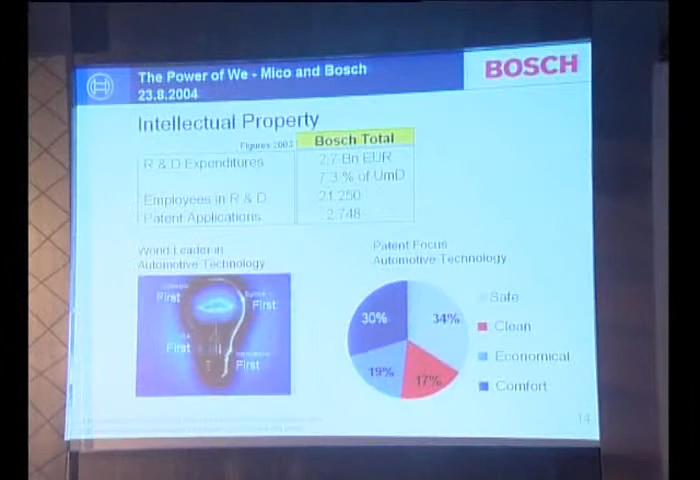 The Power of We - Mico and Bosch
23.8.2004
BOSCH
Intellectual Property
Figures 2003
Bosch Total
R & D Expenditures
2,7 Bn EUR
7,3 % of UmD
Employees in R & D
21.250
Patent Applications
2.748
World Leader in
Automotive Technology
First
First
First
First
Patent Focus
Automotive Technology
30%
34%
19%
17%
Safe
Clean
Economical
Comfort
14